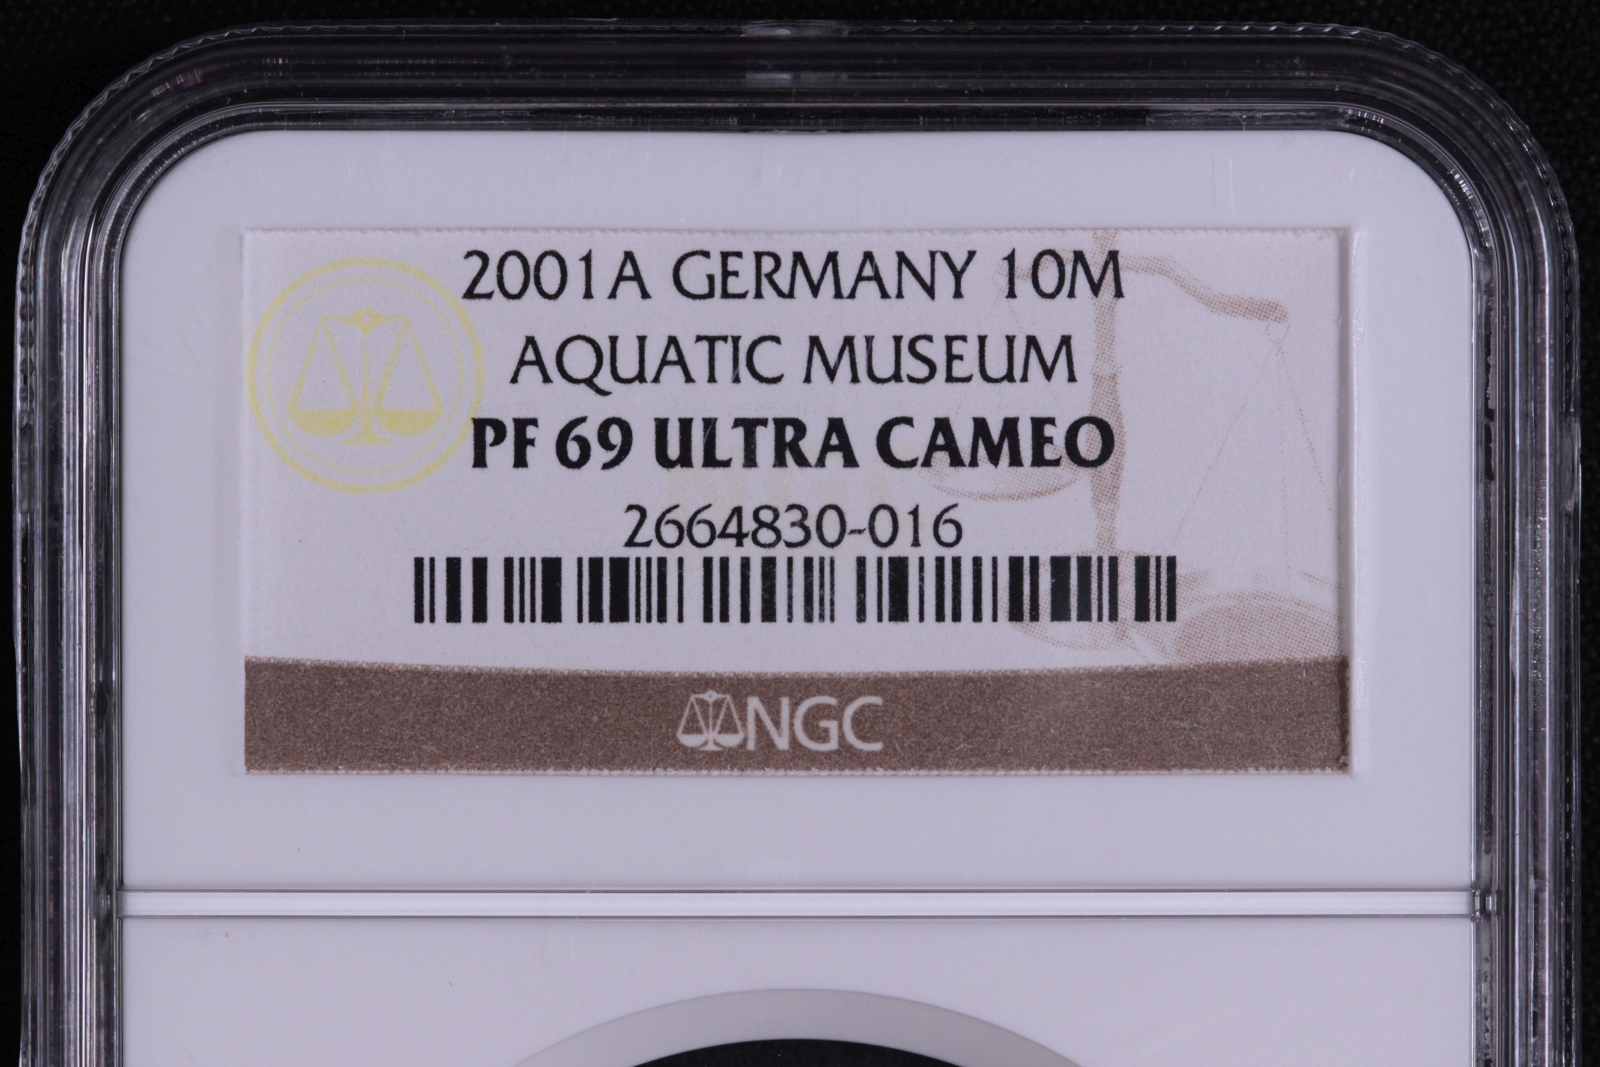 2001A GERMANY 10M
AQUATIC MUSEUM
PF 69 ULTRA CAMEO
2664830-016
NGC